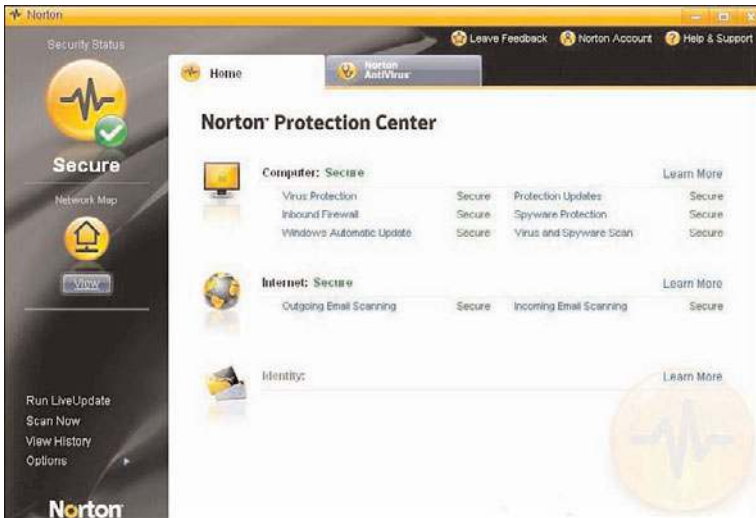 Norton
Leave Feedback Norton Account Help & Support
Security Status
Secure
Network Map
View
Run LiveUpdate
Scan Now
View History
Options
Norton
Home
Norton AntiVirus
Norton Protection Center
Computer: Secure Learn More
Virus Protection Secure Protection Updates Secure
Inbound Firewall Secure Spyware Protection Secure
Windows Automatic Update Secure Virus and Spyware Scan Secure
Internet: Secure Learn More
Outgoing Email Scanning Secure Incoming Email Scanning Secure
Identity: Learn More